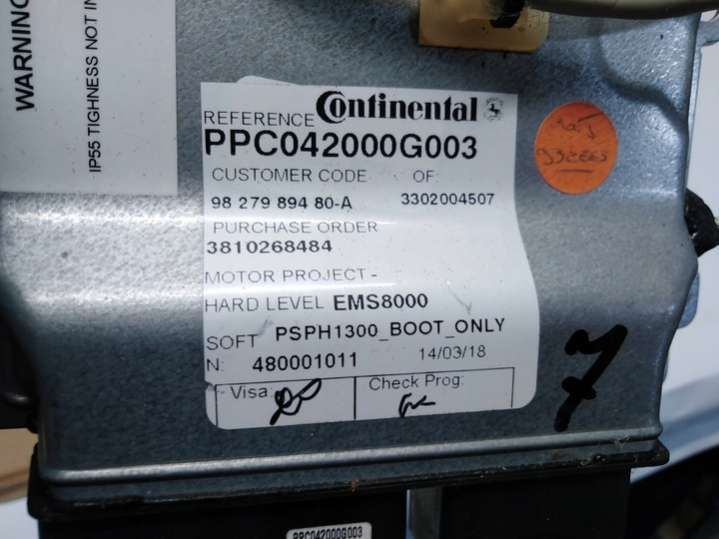 WARNING
IP55 TIGHNESS NOT IN
Continental
REFERENCE
PPC042000G003
CUSTOMER CODE OF:
98 279 894 80-A 3302004507
PURCHASE ORDER
3810268484
MOTOR PROJECT -
HARD LEVEL EMS8000
SOFT PSPH1300_BOOT_ONLY
N: 480001011 14/03/18
Visa: Check Prog:
7
PPC042000G003